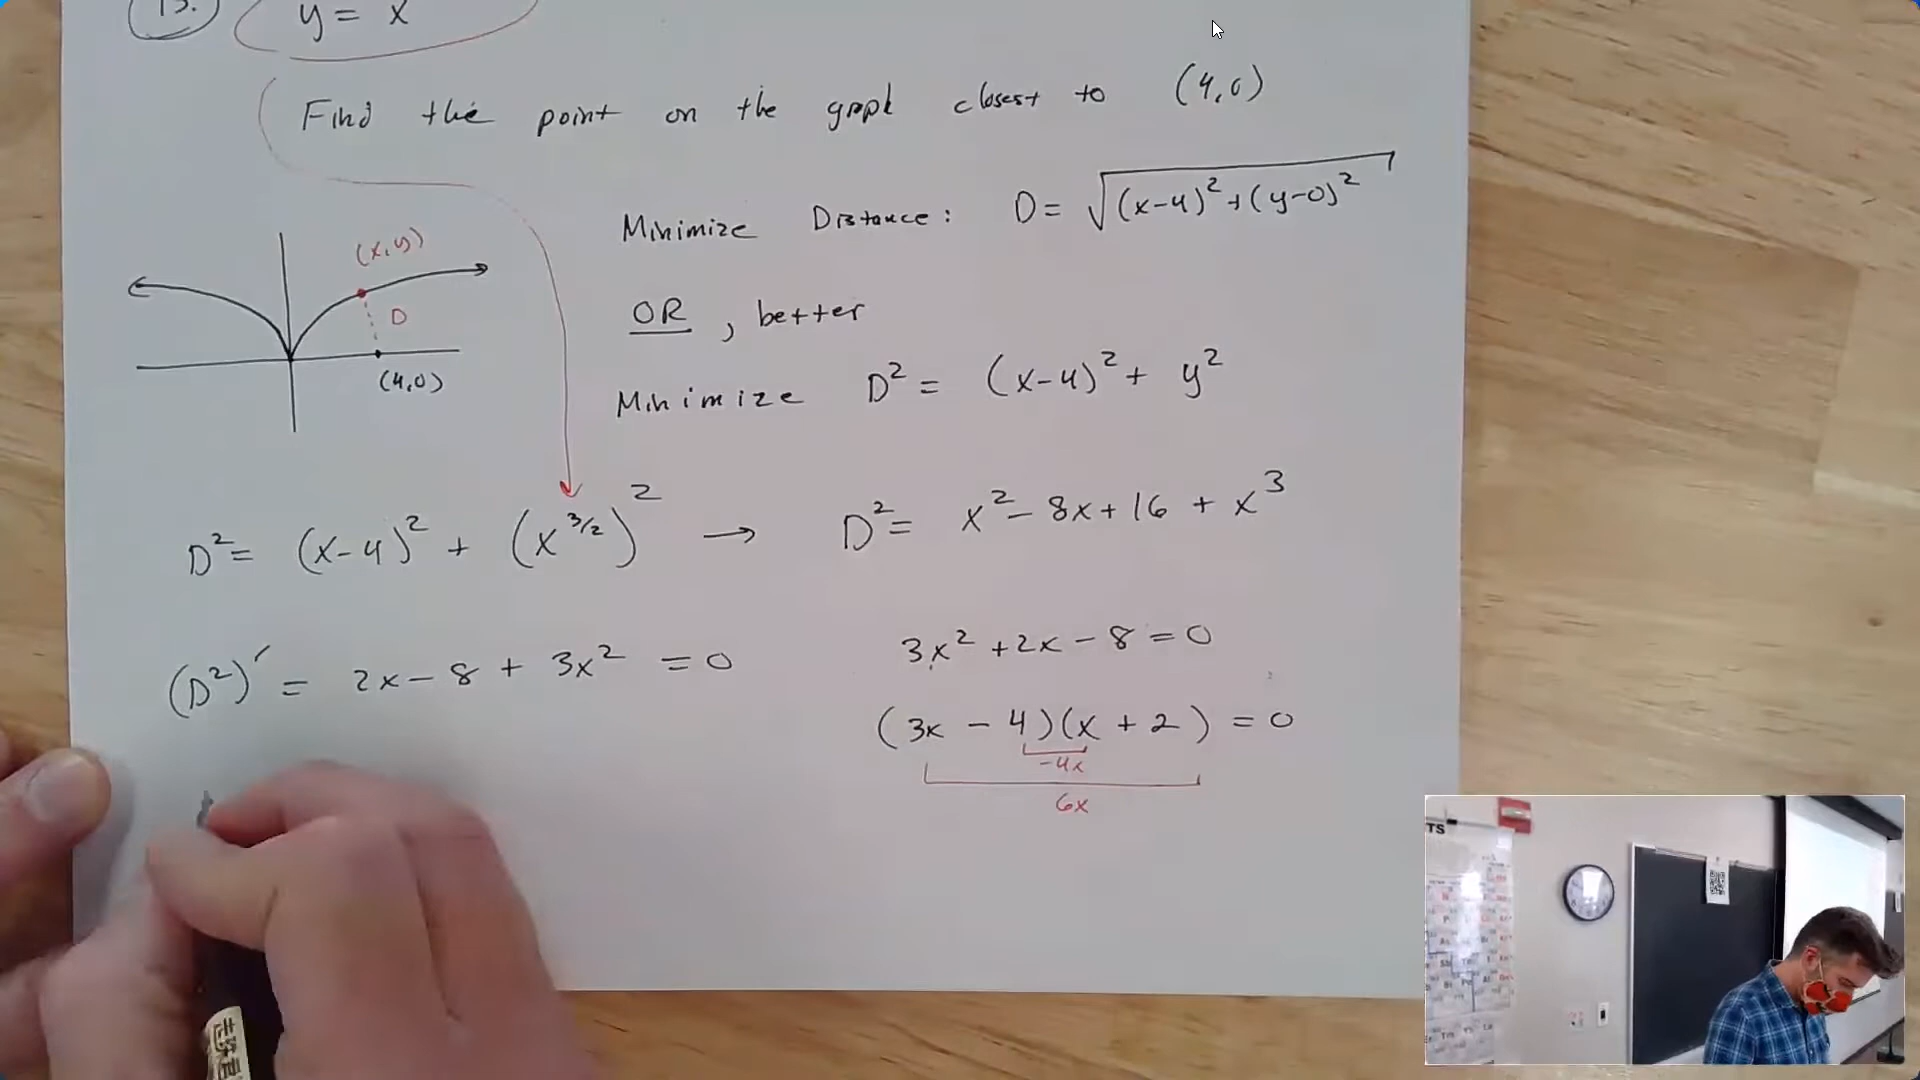 13.
y = x
Find the point on the graph closest to (4,0)
Minimize Distance: D = √(x-4)² + (y-0)²
(x,y)
D
(4,0)
OR, better
Minimize D² = (x-4)² + y²
D² = (x-4)² + (x^3/2)² → D² = x² - 8x + 16 + x³
(D²)' = 2x - 8 + 3x² = 0
3x² + 2x - 8 = 0
(3x - 4)(x + 2) = 0
-4x
6x
TS